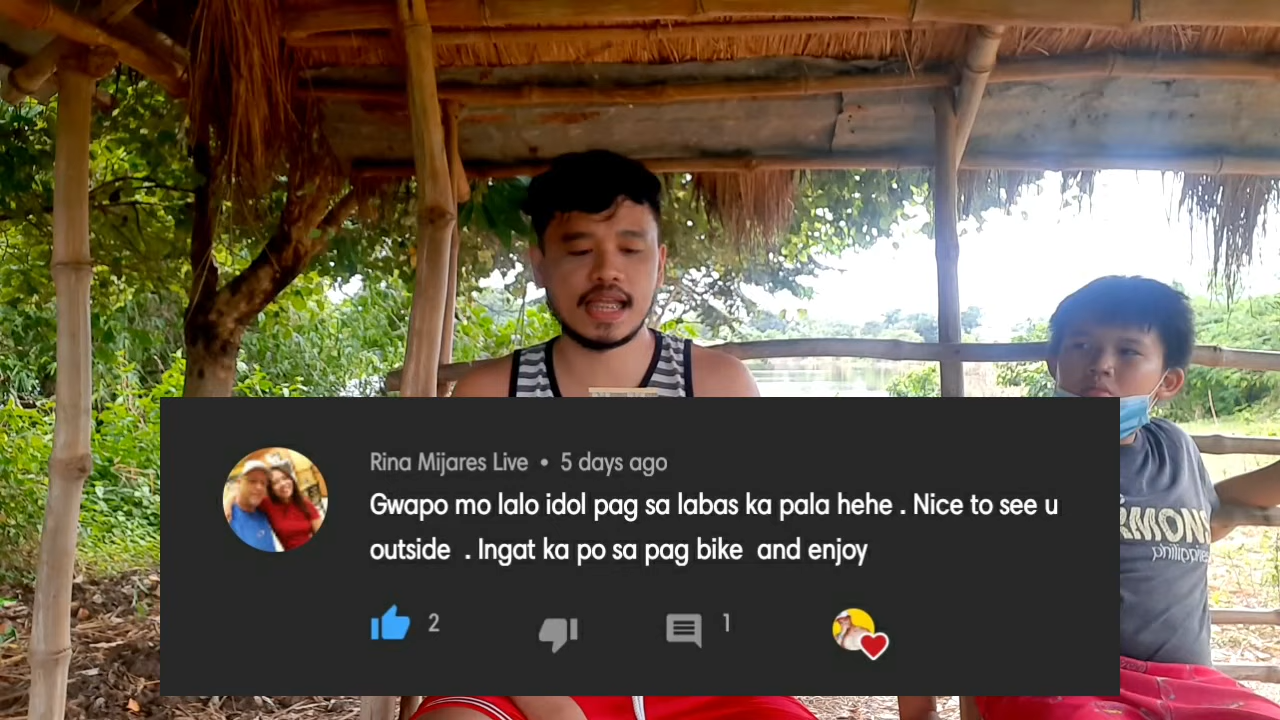 Rina Mijares Live • 5 days ago
Gwapo mo lalo idol pag sa labas ka pala hehe . Nice to see u
outside . Ingat ka po sa pag bike and enjoy
2
1
philippines